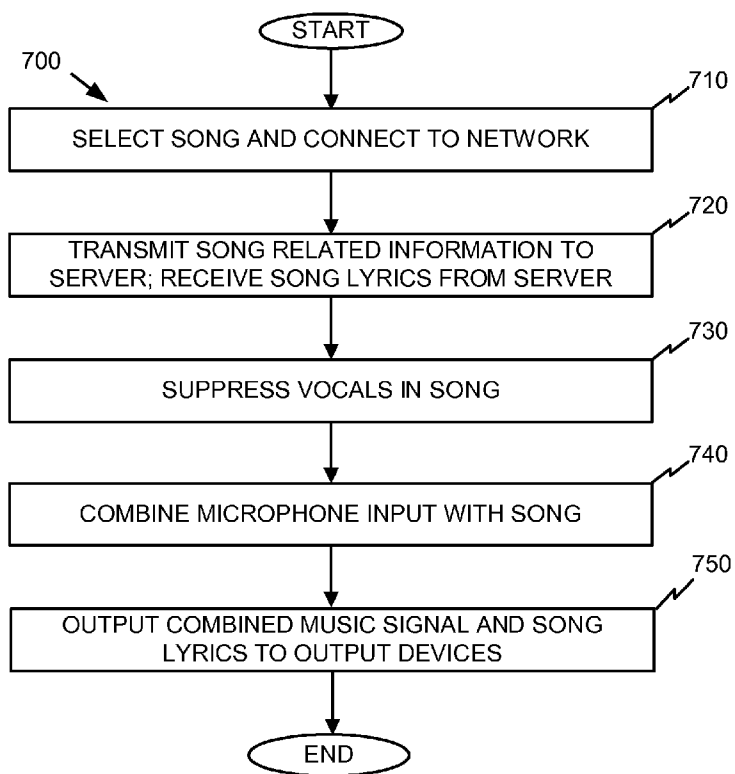 START
700
710
SELECT SONG AND CONNECT TO NETWORK
720
TRANSMIT SONG RELATED INFORMATION TO
SERVER; RECEIVE SONG LYRICS FROM SERVER
730
SUPPRESS VOCALS IN SONG
740
COMBINE MICROPHONE INPUT WITH SONG
750
OUTPUT COMBINED MUSIC SIGNAL AND SONG
LYRICS TO OUTPUT DEVICES
END